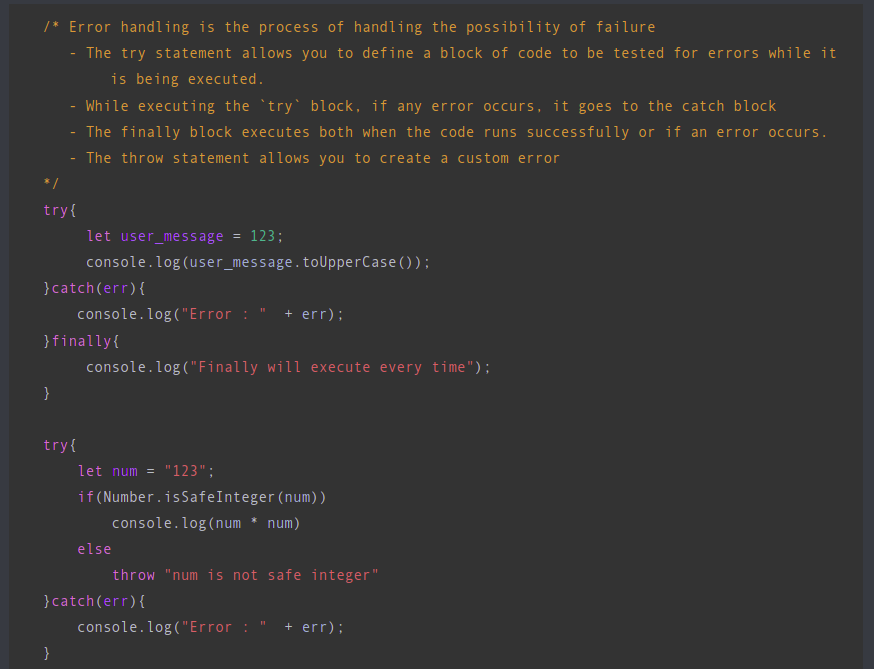 /* Error handling is the process of handling the possibility of failure
- The try statement allows you to define a block of code to be tested for errors while it
is being executed.
- While executing the `try` block, if any error occurs, it goes to the catch block
- The finally block executes both when the code runs successfully or if an error occurs.
- The throw statement allows you to create a custom error
*/
try{
let user_message = 123;
console.log(user_message.toUpperCase());
}catch(err){
console.log("Error : "  + err);
}finally{
console.log("Finally will execute every time");
}
try{
let num = "123";
if(Number.isSafeInteger(num))
console.log(num * num)
else
throw "num is not safe integer"
}catch(err){
console.log("Error : "  + err);
}